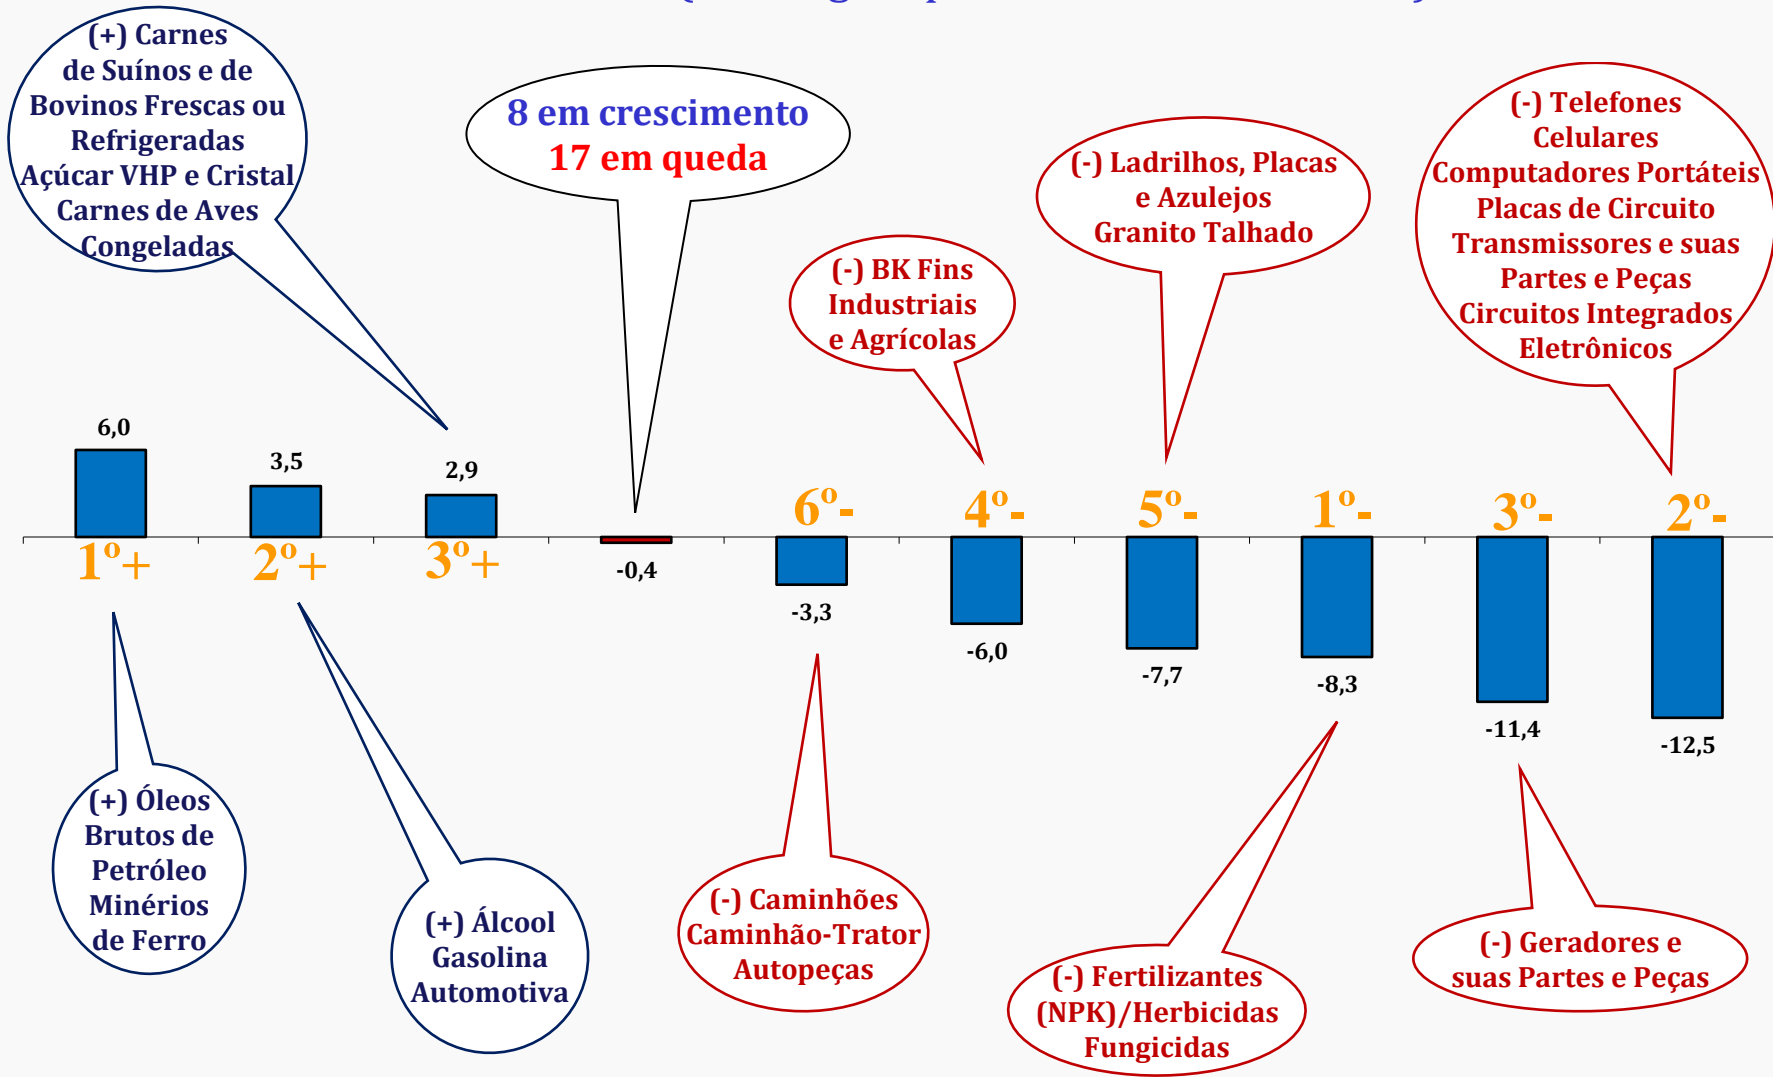 (+) Carnes
de Suínos e de
Bovinos Frescas ou
Refrigeradas
Açúcar VHP e Cristal
Carnes de Aves
Congeladas
8 em crescimento
17 em queda
(-) BK Fins
Industriais
e Agrícolas
(-) Ladrilhos, Placas
e Azulejos
Granito Talhado
(-) Telefones
Celulares
Computadores Portáteis
Placas de Circuito
Transmissores e suas
Partes e Peças
Circuitos Integrados
Eletrônicos
6,0
3,5
2,9
6º-
4º-
5º-
1º-
3º-
2º-
1º+
2º+
3º+
-0,4
-3,3
-6,0
-7,7
-8,3
-11,4
-12,5
(+) Óleos
Brutos de
Petróleo
Minérios
de Ferro
(+) Álcool
Gasolina
Automotiva
(-) Caminhões
Caminhão-Trator
Autopeças
(-) Fertilizantes
(NPK)/Herbicidas
Fungicidas
(-) Geradores e
suas Partes e Peças